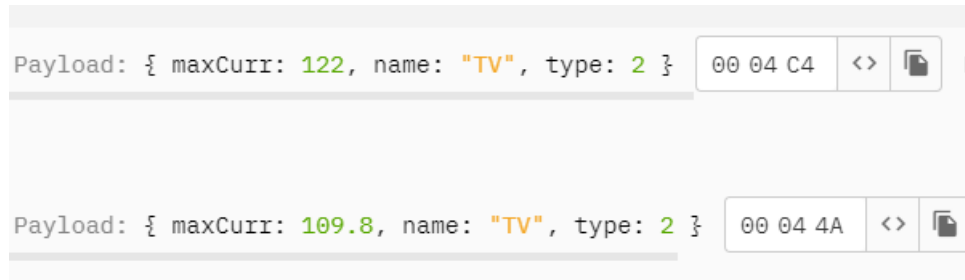 Payload: { maxCurr: 122, name: "TV", type: 2 } 00 04 C4 <>
Payload: { maxCurr: 109.8, name: "TV", type: 2 } 00 04 4A <>